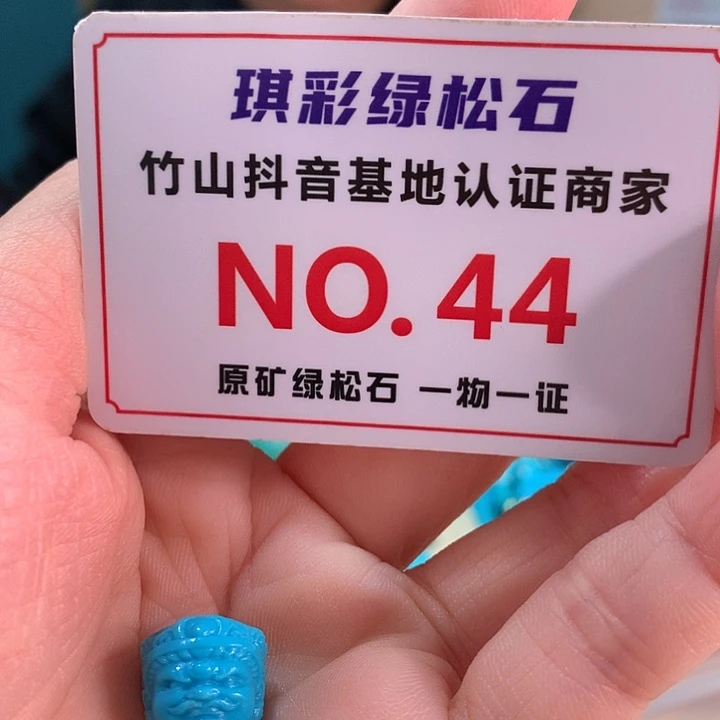 琪彩绿松石
竹山抖音基地认证商家
NO.44
原矿绿松石 一物一证